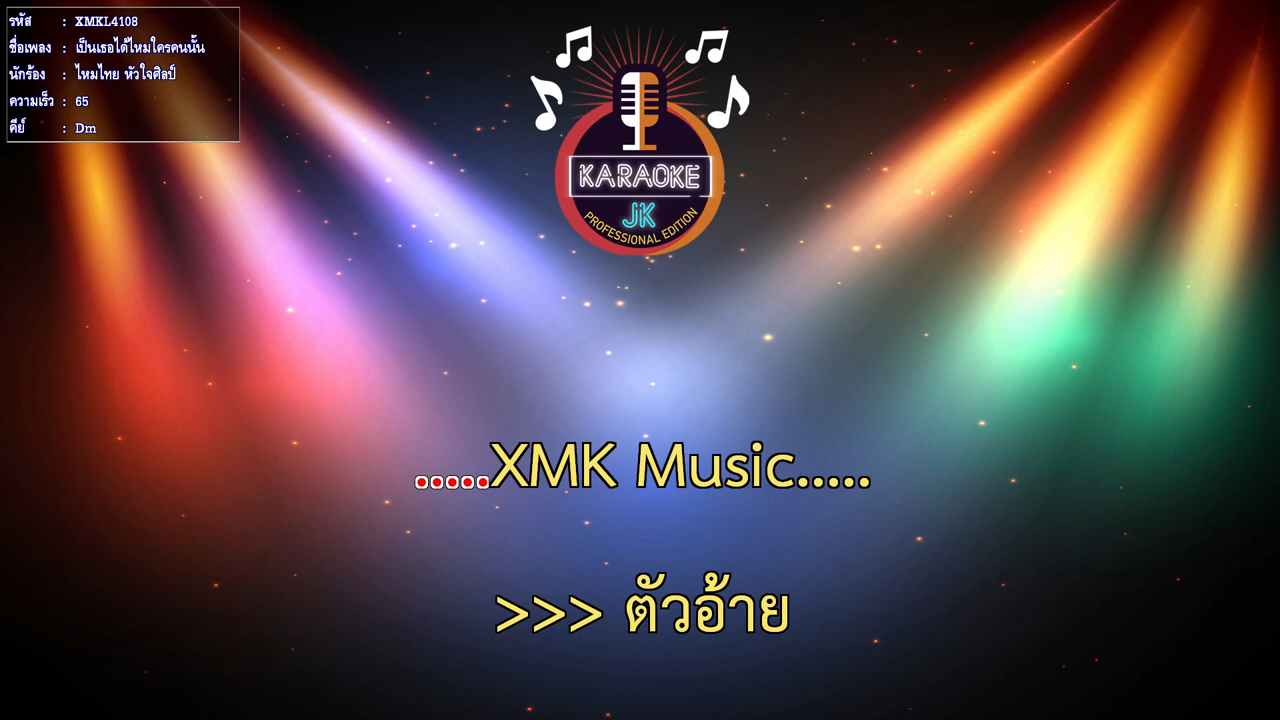 รหัส : XMKL4108
ชื่อเพลง : เป็นเธอได้ไหมใครคนนั้น
นักร้อง : ไหมไทย หัวใจศิลป์
ความเร็ว : 65
คีย์ : Dm
KARAOKE
JK
PROFESSIONAL EDITION
.....XMK Music.....
>>> ตัวอ้าย